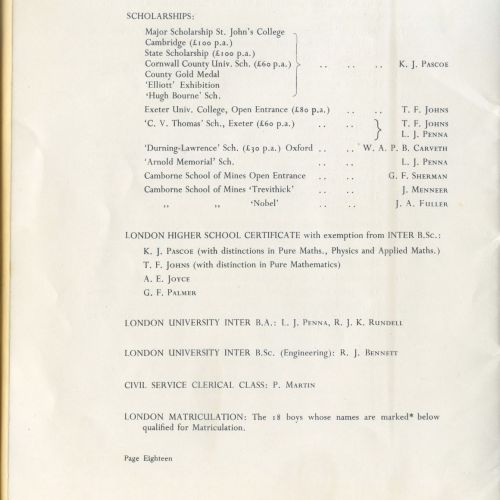 SCHOLARSHIPS:
Major Scholarship St. John's College
Cambridge (£100 p.a.)
State Scholarship (£100 p.a.)
Cornwall County Univ. Sch. (£60 p.a.) .. .. .. K. J. Pascoe
County Gold Medal
'Elliott' Exhibition
'Hugh Bourne' Sch.
Exeter Univ. College, Open Entrance (£80 p.a.) .. .. T. F. Johns
'C. V. Thomas' Sch., Exeter (£60 p.a.) .. .. T. F. Johns
L. J. Penna
'Durning-Lawrence' Sch. (£30 p.a.) Oxford .. .. W. A. P. B. Carveth
'Arnold Memorial' Sch. .. .. L. J. Penna
Camborne School of Mines Open Entrance .. .. G. F. Sherman
Camborne School of Mines 'Trevithick' .. .. J. Menneer
,, ,, 'Nobel' .. .. J. A. Fuller
LONDON HIGHER SCHOOL CERTIFICATE with exemption from INTER B.Sc.:
K. J. Pascoe (with distinctions in Pure Maths., Physics and Applied Maths.)
T. F. Johns (with distinction in Pure Mathematics)
A. E. Joyce
G. F. Palmer
LONDON UNIVERSITY INTER B.A.: L. J. Penna, R. J. K. Rundell
LONDON UNIVERSITY INTER B.Sc. (Engineering): R. J. Bennett
CIVIL SERVICE CLERICAL CLASS: P. Martin
LONDON MATRICULATION: The 18 boys whose names are marked* below
qualified for Matriculation.
Page Eighteen